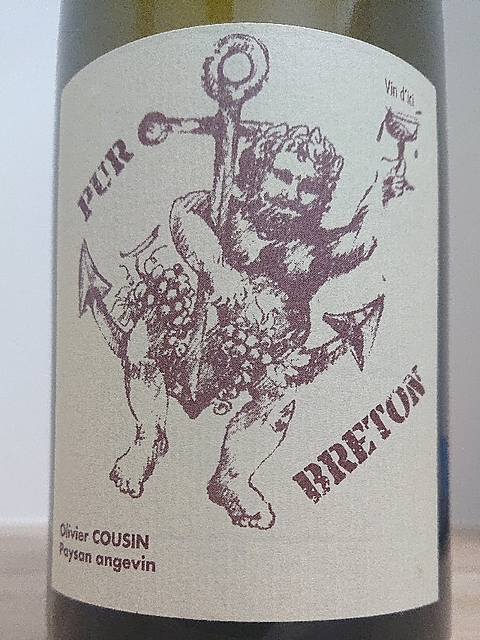 Vin d'ici
PUR
BRETON
Olivier COUSIN
Paysan angevin